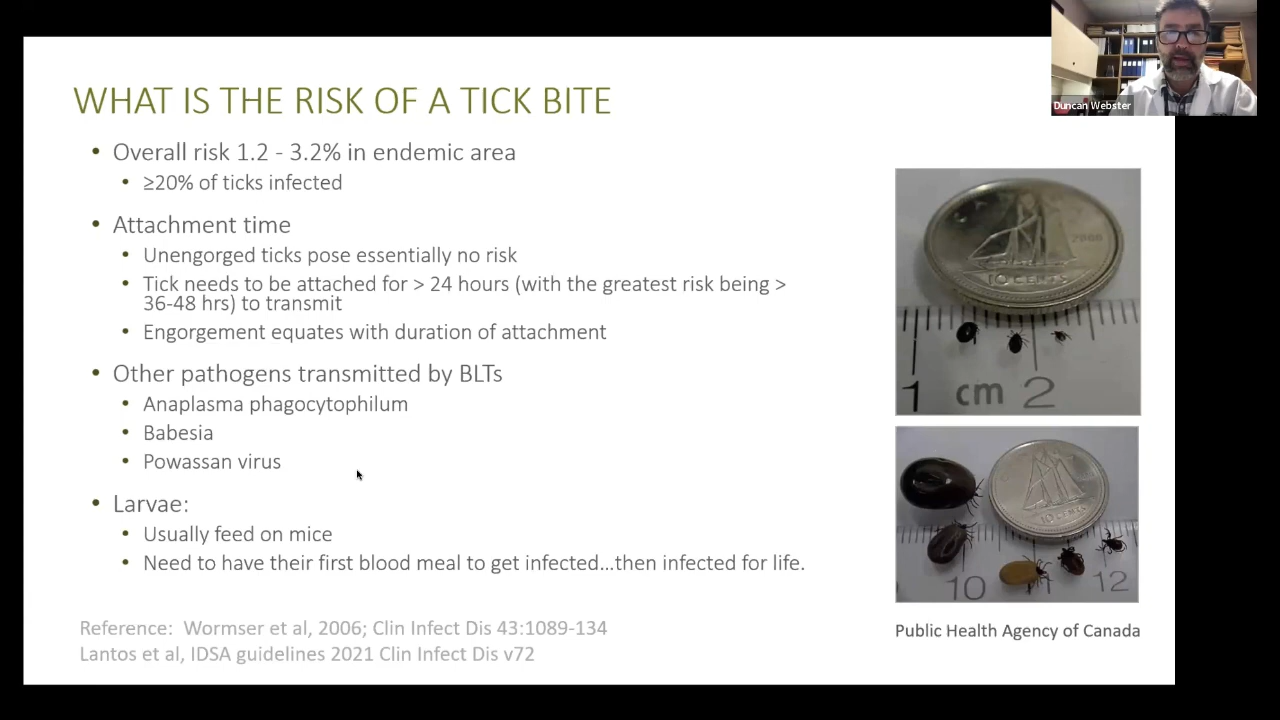 Duncan Webster
WHAT IS THE RISK OF A TICK BITE
• Overall risk 1.2 - 3.2% in endemic area
• ≥20% of ticks infected
• Attachment time
• Unengorged ticks pose essentially no risk
• Tick needs to be attached for > 24 hours (with the greatest risk being >
36-48 hrs) to transmit
• Engorgement equates with duration of attachment
• Other pathogens transmitted by BLTs
• Anaplasma phagocytophilum
• Babesia
• Powassan virus
• Larvae:
• Usually feed on mice
• Need to have their first blood meal to get infected...then infected for life.
10 CENTS
1 cm 2
10 CENTS
10 12
Public Health Agency of Canada
Reference: Wormser et al, 2006; Clin Infect Dis 43:1089-134
Lantos et al, IDSA guidelines 2021 Clin Infect Dis v72